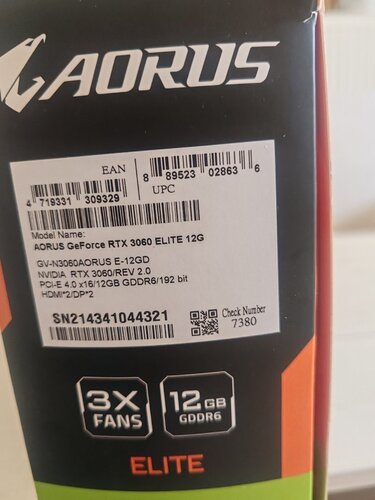 AORUS
EAN
8 89523 02863 6
UPC
4 719331 309329
Model Name:
AORUS GeForce RTX 3060 ELITE 12G
GV-N3060AORUS E-12GD
NVIDIA RTX 3060/REV 2.0
PCI-E 4.0 x16/12GB GDDR6/192 bit
HDMI*2/DP*2
SN214341044321
Check Number
7380
3X
FANS
12GB
GDDR6
ELITE